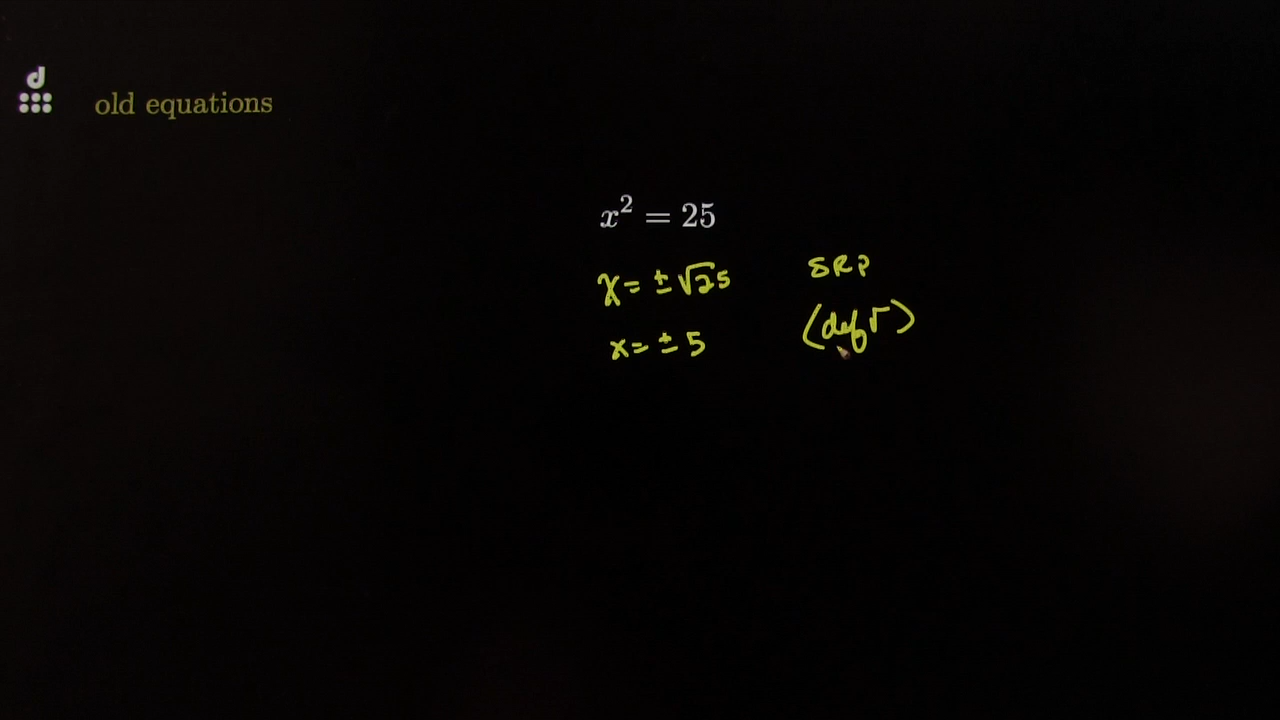 d
old equations
x² = 25
x = ±√25 SRP
x = ± 5 (def √)